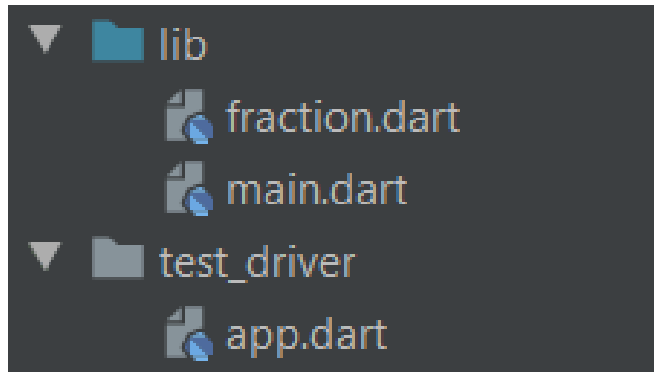 lib
fraction.dart
main.dart
test_driver
app.dart